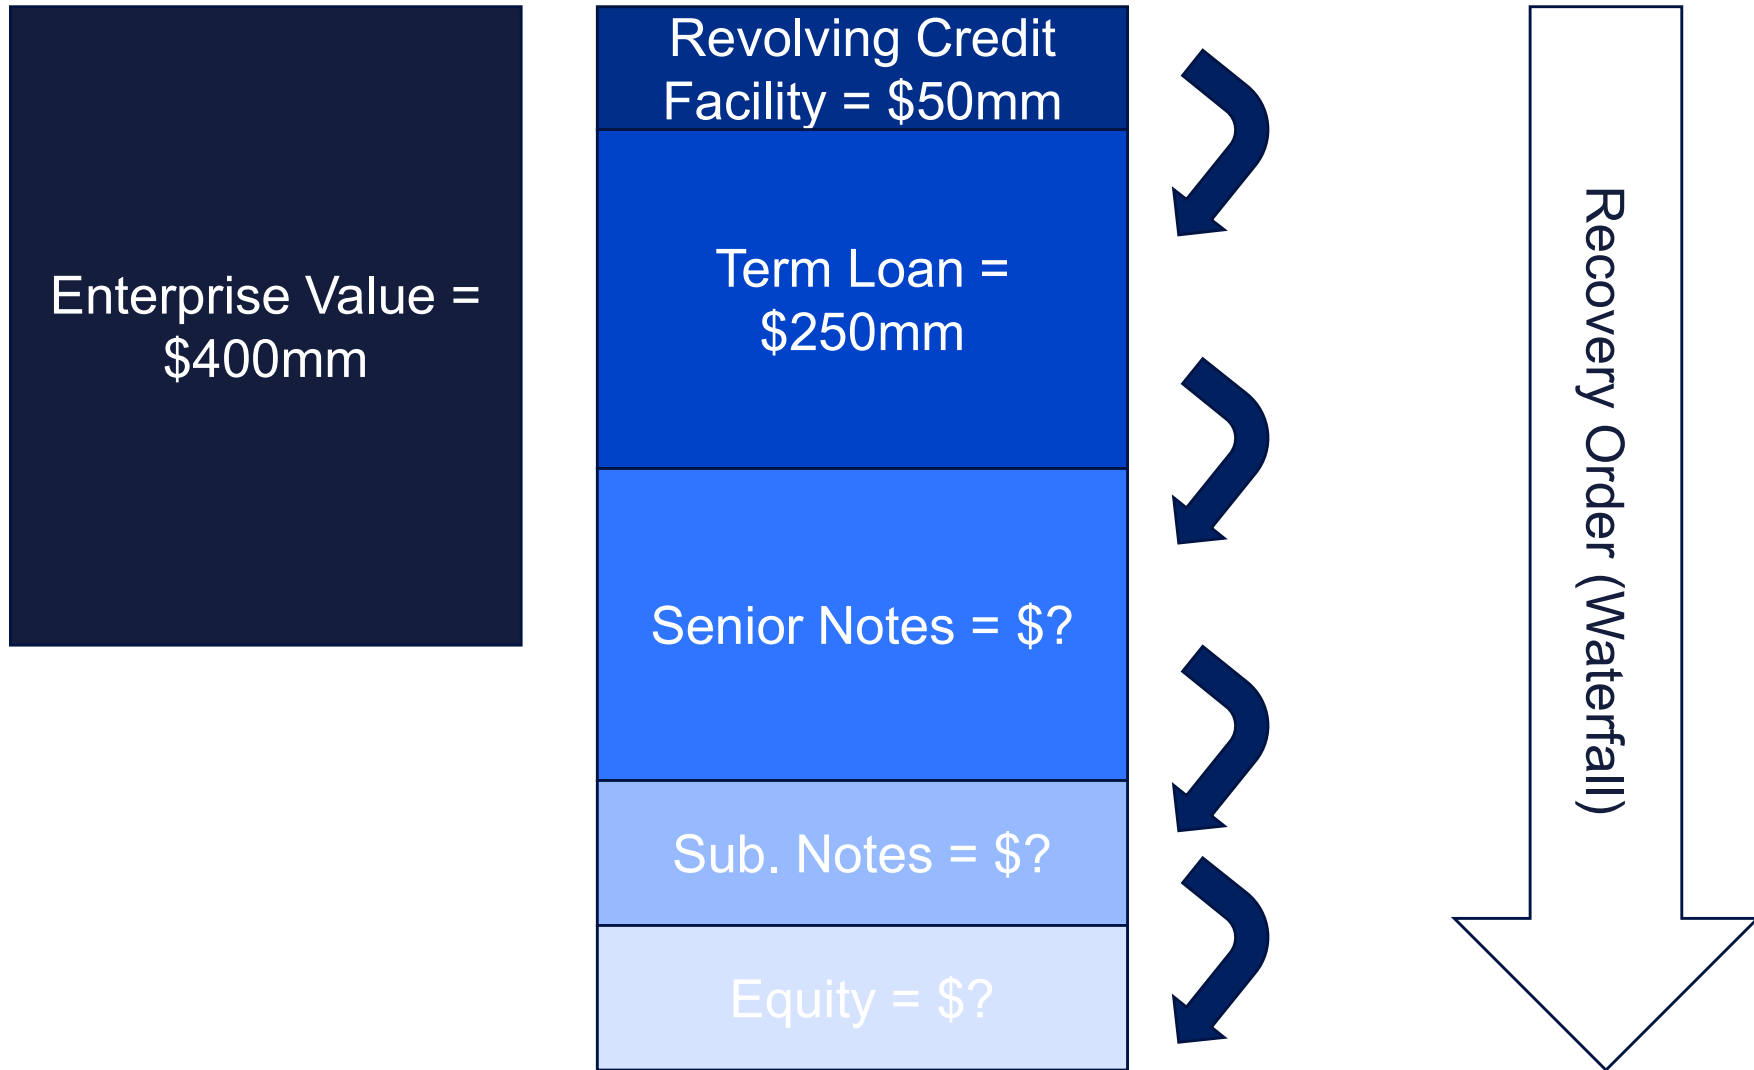 Enterprise Value =
$400mm
Revolving Credit
Facility = $50mm
Term Loan =
$250mm
Senior Notes = $?
Sub. Notes = $?
Equity = $?
Recovery Order (Waterfall)